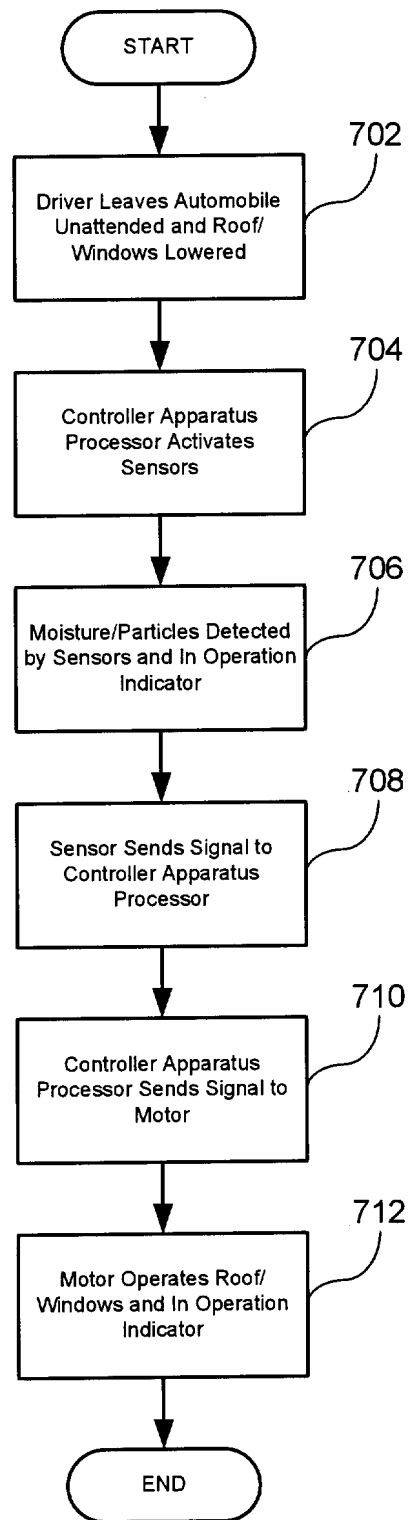 START
702
Driver Leaves Automobile
Unattended and Roof/
Windows Lowered
704
Controller Apparatus
Processor Activates
Sensors
706
Moisture/Particles Detected
by Sensors and In Operation
Indicator
708
Sensor Sends Signal to
Controller Apparatus
Processor
710
Controller Apparatus
Processor Sends Signal to
Motor
712
Motor Operates Roof/
Windows and In Operation
Indicator
END